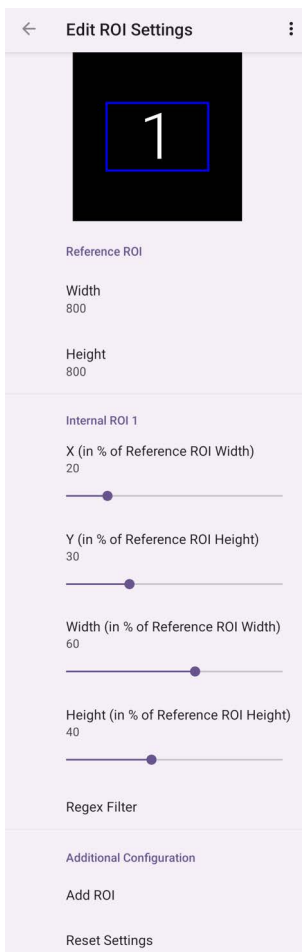 Edit ROI Settings
1
Reference ROI
Width
800
Height
800
Internal ROI 1
X (in % of Reference ROI Width)
20
Y (in % of Reference ROI Height)
30
Width (in % of Reference ROI Width)
60
Height (in % of Reference ROI Height)
40
Regex Filter
Additional Configuration
Add ROI
Reset Settings